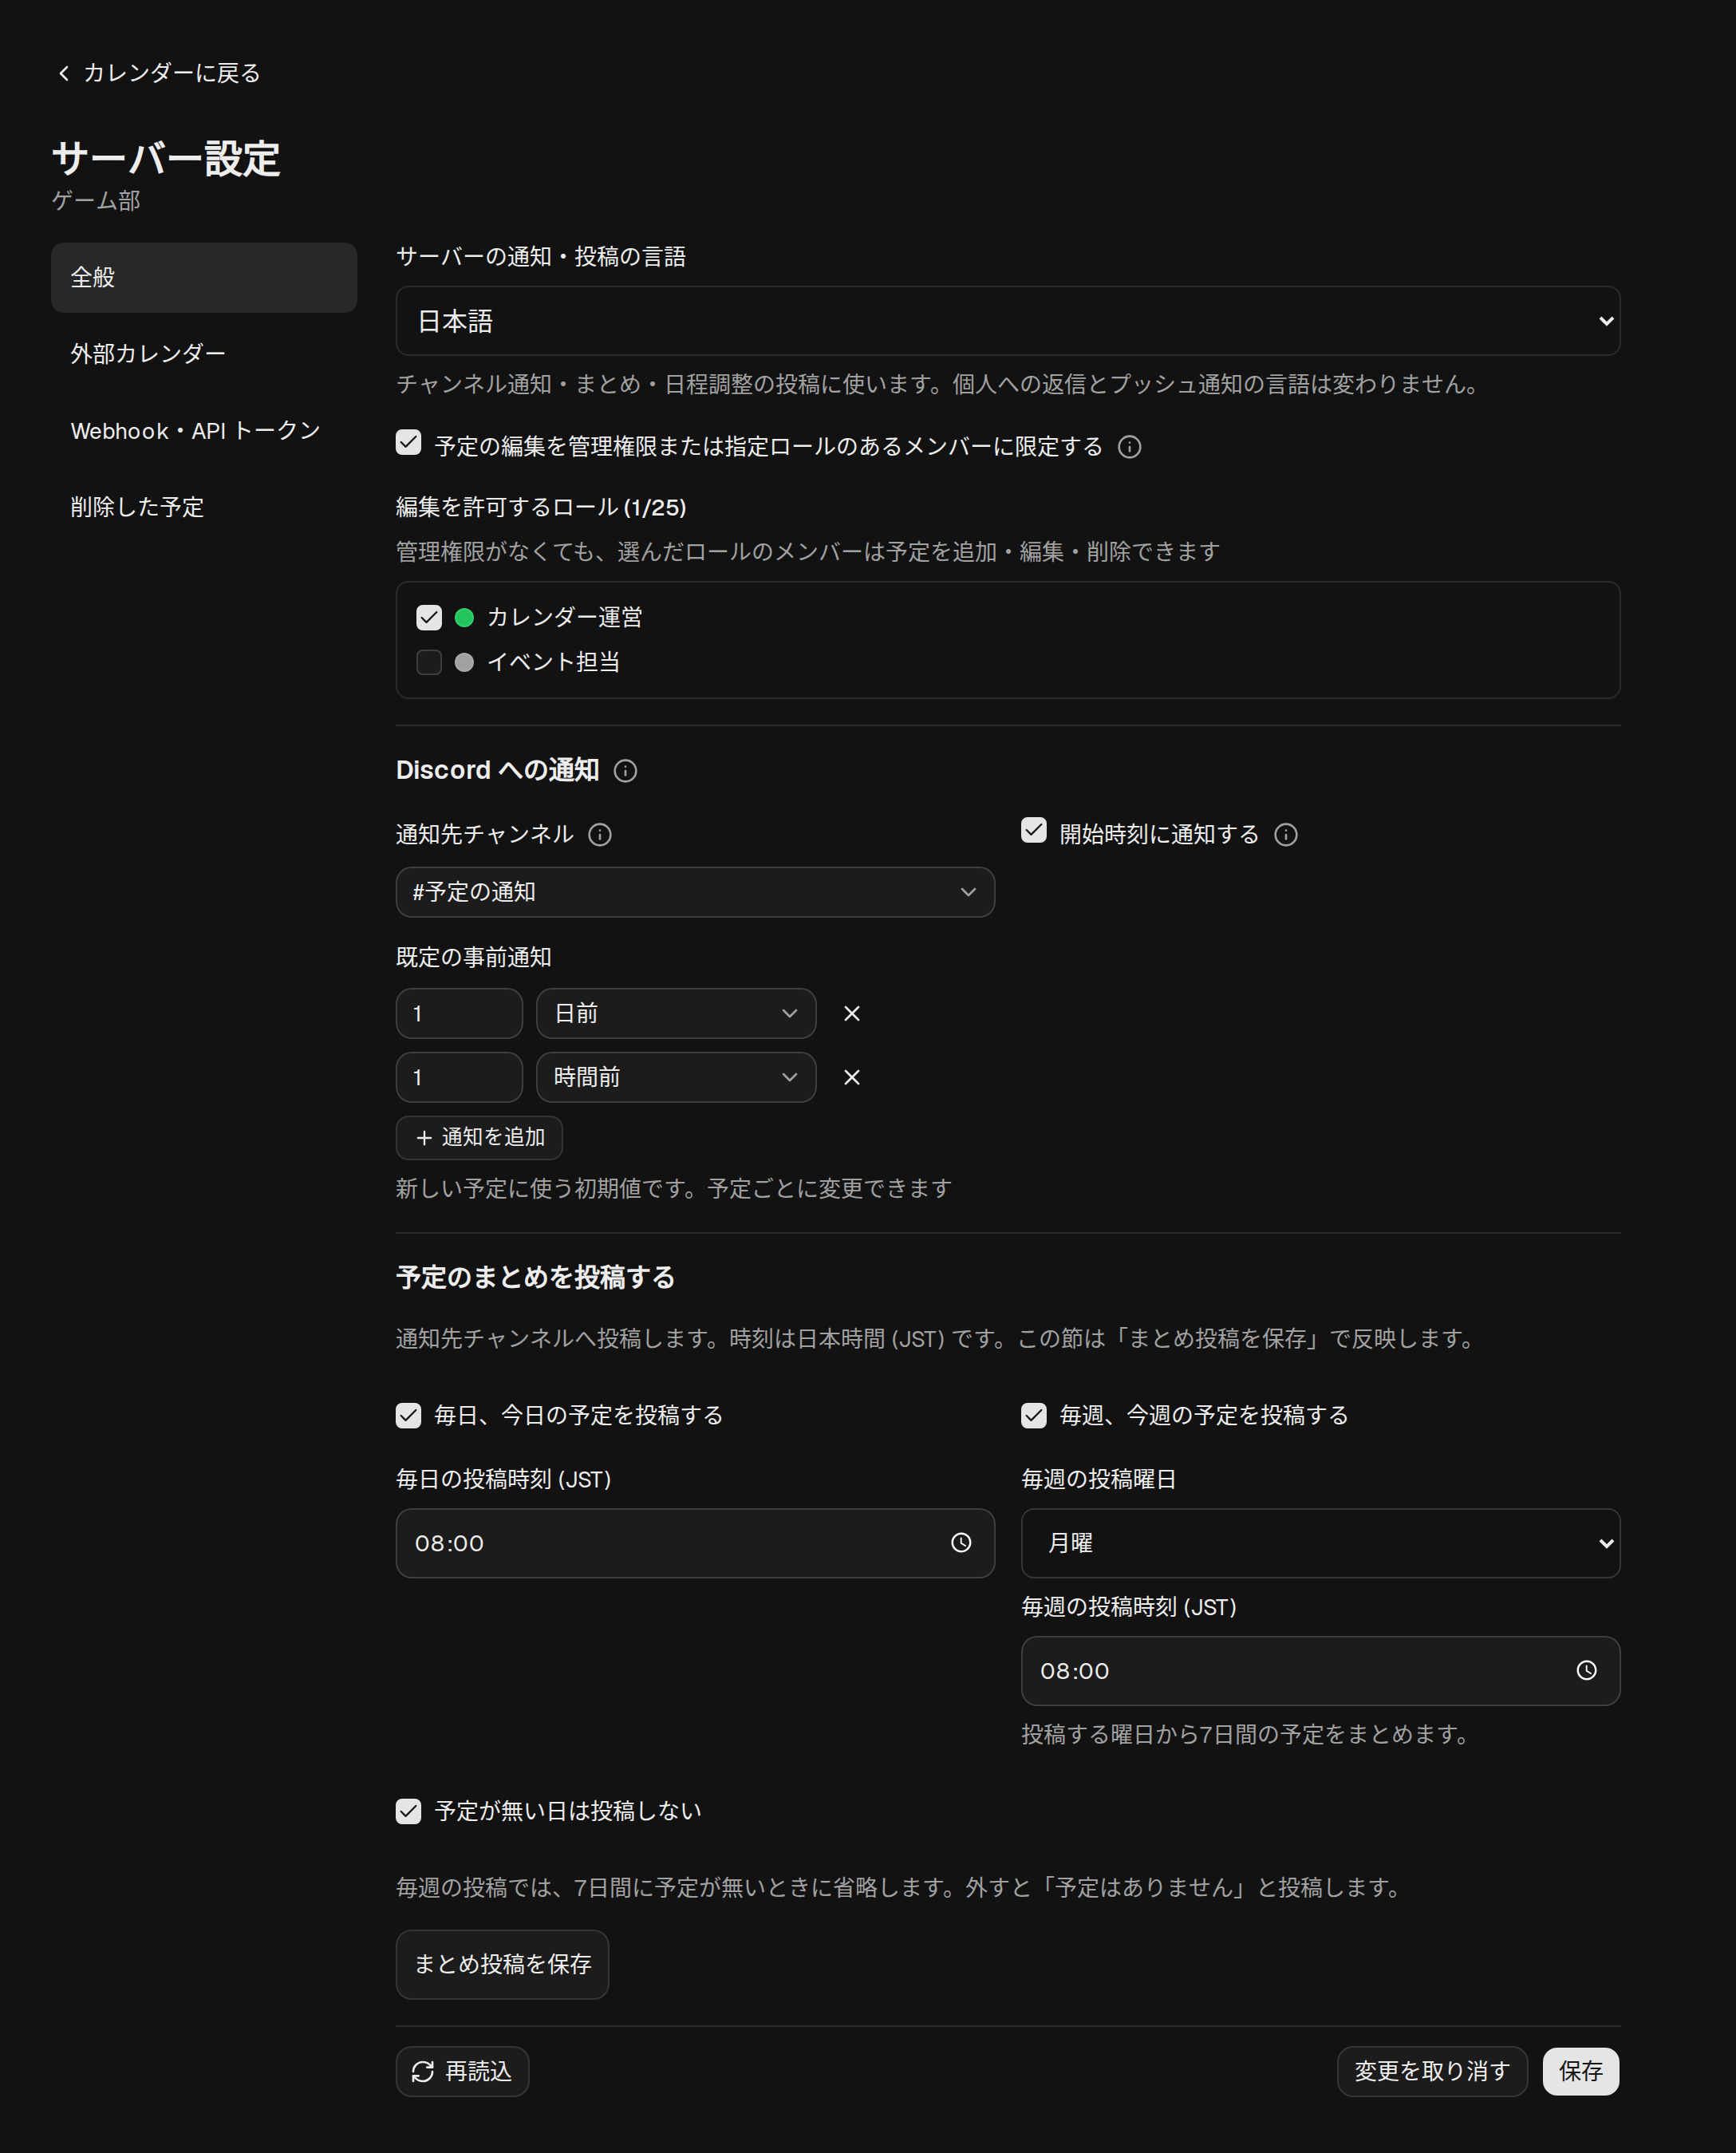 カレンダーに戻る
サーバー設定
ゲーム部
全般
外部カレンダー
Webhook・API トークン
削除した予定
サーバーの通知・投稿の言語
日本語
チャンネル通知・まとめ・日程調整の投稿に使います。個人への返信とプッシュ通知の言語は変わりません。
予定の編集を管理権限または指定ロールのあるメンバーに限定する
編集を許可するロール (1/25)
管理権限がなくても、選んだロールのメンバーは予定を追加・編集・削除できます
カレンダー運営
イベント担当
Discord への通知
通知先チャンネル
#予定の通知
開始時刻に通知する
既定の事前通知
1 日前
1 時間前
通知を追加
新しい予定に使う初期値です。予定ごとに変更できます
予定のまとめを投稿する
通知先チャンネルへ投稿します。時刻は日本時間 (JST) です。この節は「まとめ投稿を保存」で反映します。
毎日、今日の予定を投稿する
毎日の投稿時刻 (JST)
08:00
毎週、今週の予定を投稿する
毎週の投稿曜日
月曜
毎週の投稿時刻 (JST)
08:00
投稿する曜日から7日間の予定をまとめます。
予定が無い日は投稿しない
毎週の投稿では、7日間に予定が無いときに省略します。外すと「予定はありません」と投稿します。
まとめ投稿を保存
再読込
変更を取り消す
保存